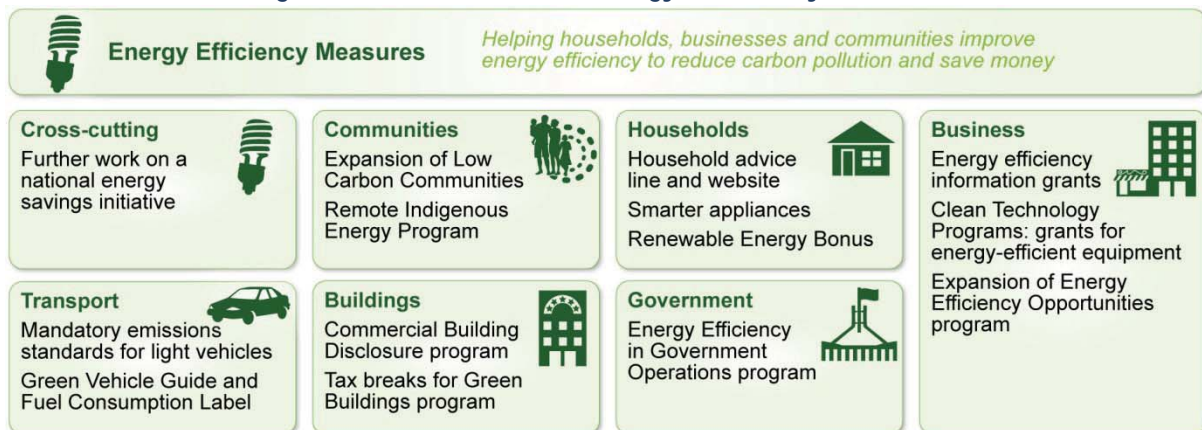 Energy Efficiency Measures
Helping households, businesses and communities improve
energy efficiency to reduce carbon pollution and save money
Cross-cutting
Further work on a
national energy
savings initiative
Communities
Expansion of Low
Carbon Communities
Remote Indigenous
Energy Program
Households
Household advice
line and website
Smarter appliances
Renewable Energy Bonus
Business
Energy efficiency
information grants
Clean Technology
Programs: grants for
energy-efficient equipment
Expansion of Energy
Efficiency Opportunities
program
Transport
Mandatory emissions
standards for light vehicles
Green Vehicle Guide and
Fuel Consumption Label
Buildings
Commercial Building
Disclosure program
Tax breaks for Green
Buildings program
Government
Energy Efficiency
in Government
Operations program